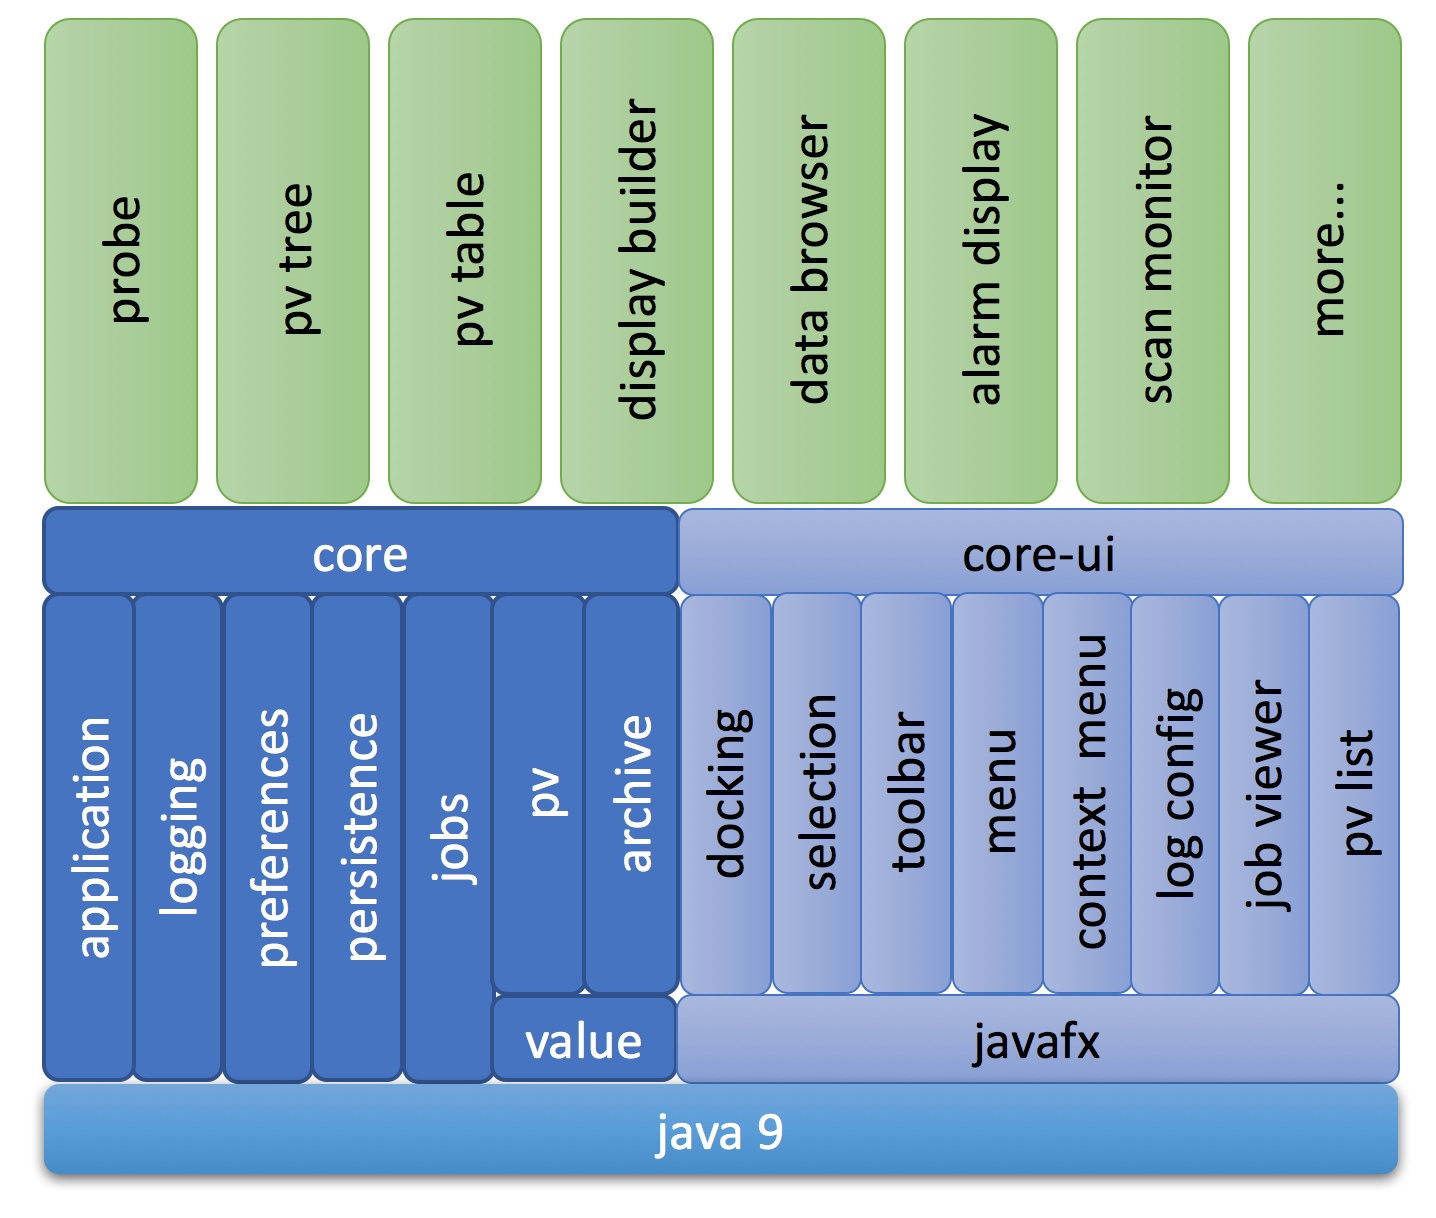 probe
pv tree
pv table
display builder
data browser
alarm display
scan monitor
more...
core
core-ui
application
logging
preferences
persistence
jobs
pv
archive
docking
selection
toolbar
menu
context menu
log config
job viewer
pv list
value
javafx
java 9